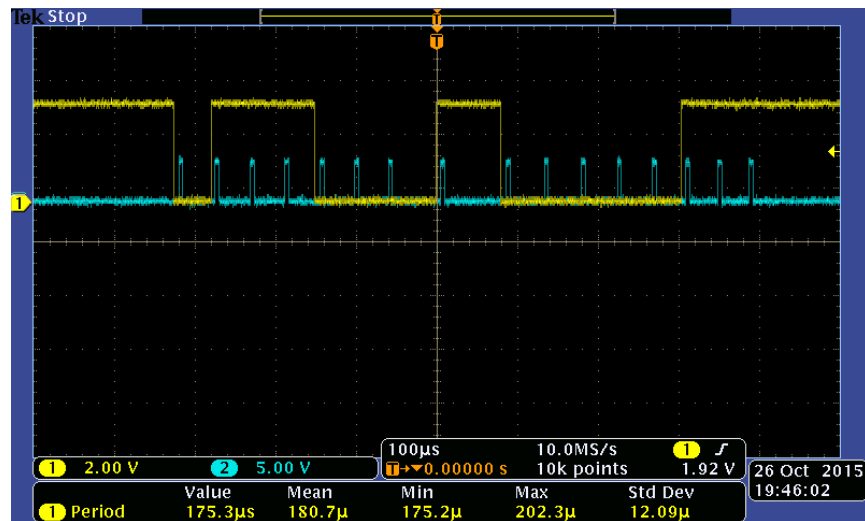 Tek Stop
T
T
1
100µs 10.0MS/s 1 ƒ
1 2.00 V 2 5.00 V T→▼0.00000 s 10k points 1.92 V
26 Oct 2015
19:46:02
Value Mean Min Max Std Dev
1 Period 175.3µs 180.7µ 175.2µ 202.3µ 12.09µ